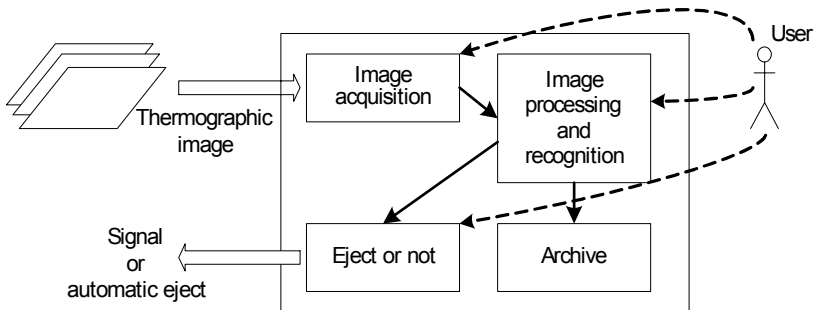 User
Image
acquisition
Image
processing
and
recognition
Thermographic
image
Signal
or
automatic eject
Eject or not
Archive